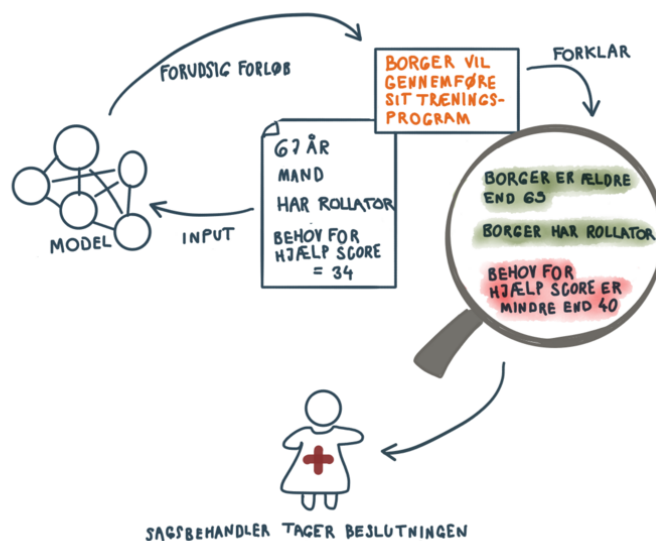 FORUDSIG FORLØB
BORGER VIL
GENNEMFØRE
SIT TRÆNINGS-
PROGRAM
FORKLAR
67 ÅR
MAND
HAR ROLLATOR
BEHOV FOR
HJÆLP SCORE
= 34
INPUT
MODEL
BORGER ER ÆLDRE
END 65
BORGER HAR ROLLATOR
BEHOV FOR
HJÆLP SCORE ER
MINDRE END 40
SAGSBEHANDLER TAGER BESLUTNINGEN